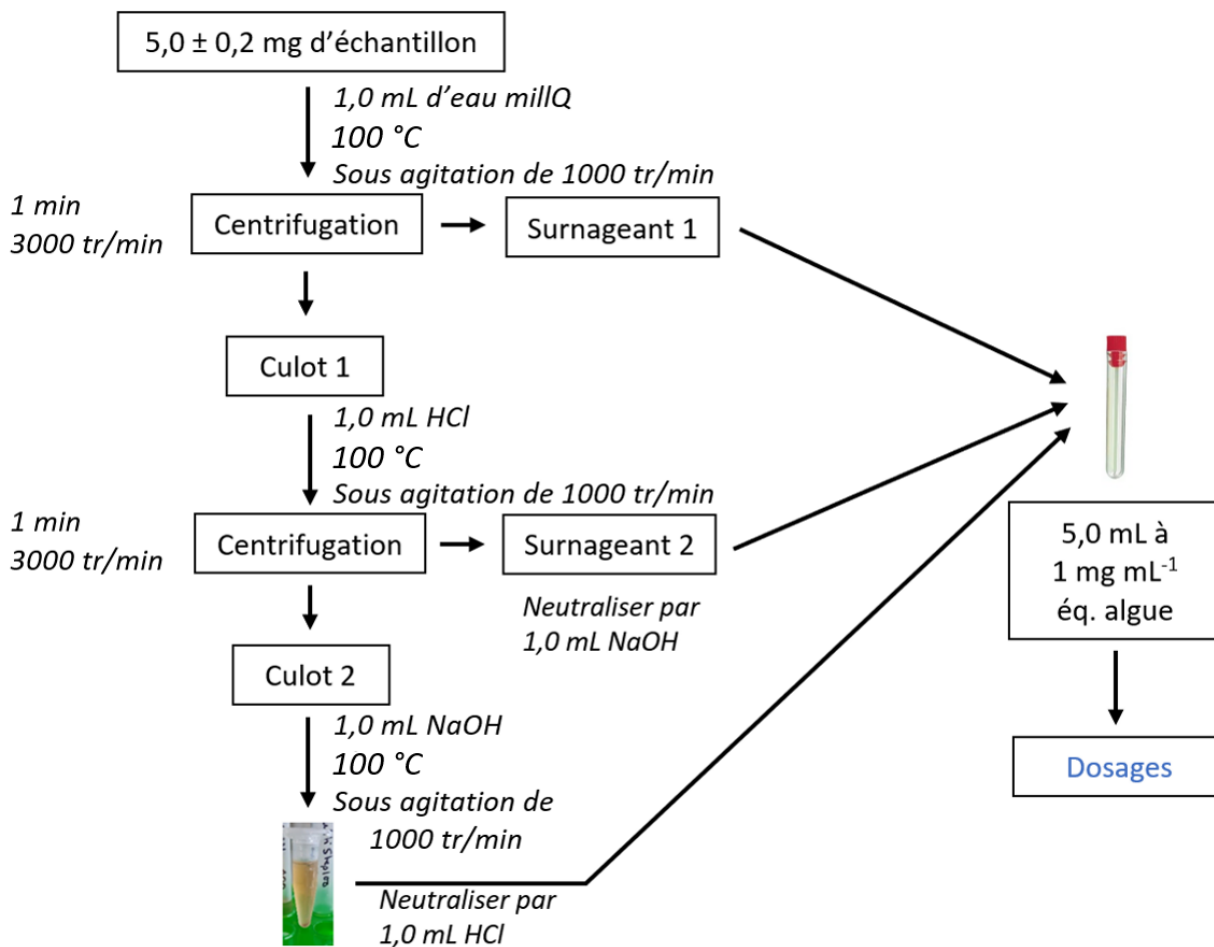 5,0 ± 0,2 mg d’échantillon
1,0 mL d’eau millQ
100 °C
Sous agitation de 1000 tr/min
1 min
3000 tr/min
Centrifugation
Surnageant 1
Culot 1
1,0 mL HCl
100 °C
Sous agitation de 1000 tr/min
1 min
3000 tr/min
Centrifugation
Surnageant 2
Neutraliser par
1,0 mL NaOH
Culot 2
1,0 mL NaOH
100 °C
Sous agitation de
1000 tr/min
Neutraliser par
1,0 mL HCl
5,0 mL à
1 mg mL⁻¹
éq. algue
Dosages